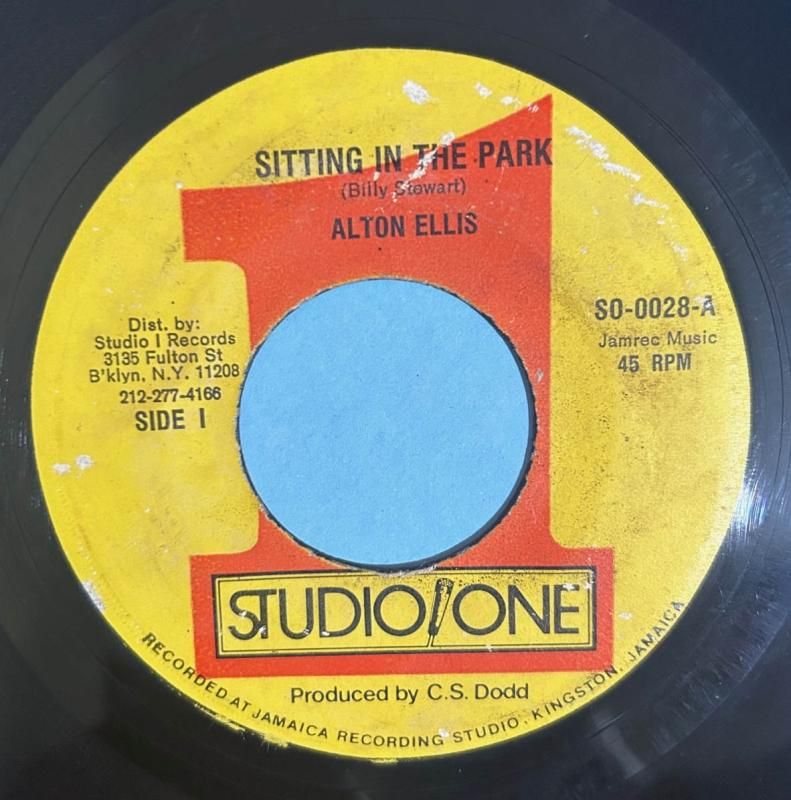 SITTING IN THE PARK
(Billy Stewart)
ALTON ELLIS
Dist. by:
Studio I Records
3135 Fulton St
B'klyn, N.Y. 11208
212-277-4166
SIDE I
SO-0028-A
Jamrec Music
45 RPM
STUDIO ONE
Produced by C.S. Dodd
RECORDED AT JAMAICA RECORDING STUDIO, KINGSTON, JAMAICA